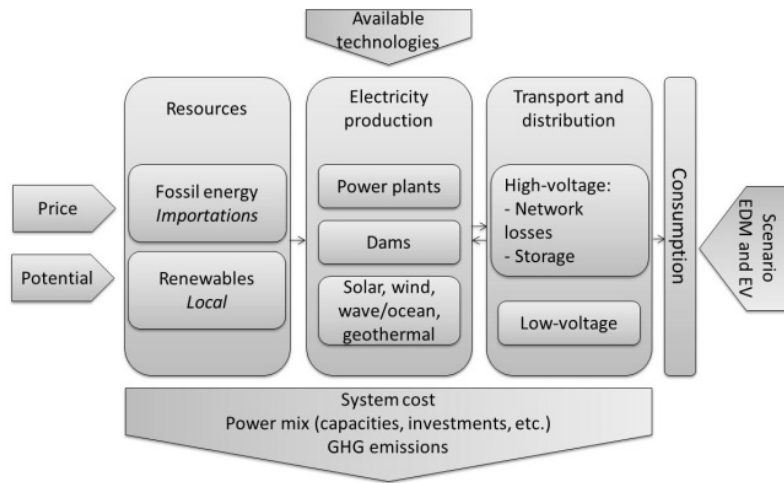 Available
technologies
Resources
Electricity
production
Transport and
distribution
Price
Potential
Fossil energy
Importations
Renewables
Local
Power plants
Dams
Solar, wind,
wave/ocean,
geothermal
High-voltage:
- Network
losses
- Storage
Low-voltage
Consumption
Scenario
EDM and EV
System cost
Power mix (capacities, investments, etc.)
GHG emissions